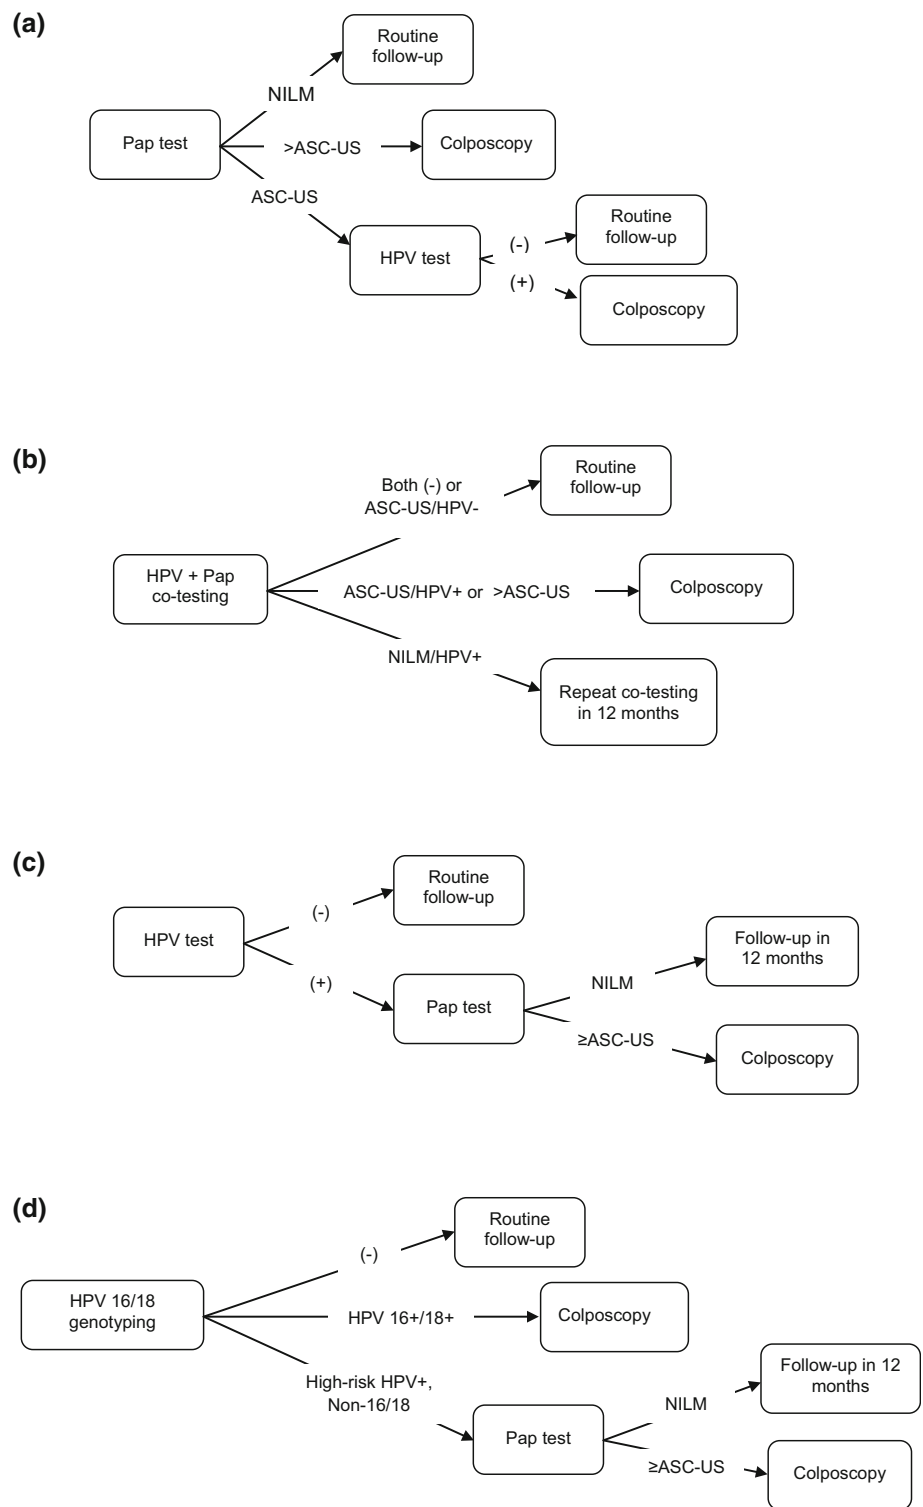 (a)
Routine
follow-up
NILM
Pap test
>ASC-US
Colposcopy
ASC-US
HPV test
(-)
Routine
follow-up
(+)
Colposcopy
(b)
Both (-) or
ASC-US/HPV-
Routine
follow-up
HPV + Pap
co-testing
ASC-US/HPV+ or >ASC-US
Colposcopy
NILM/HPV+
Repeat co-testing
in 12 months
(c)
Routine
follow-up
(-)
HPV test
(+)
Pap test
NILM
Follow-up in
12 months
≥ASC-US
Colposcopy
(d)
Routine
follow-up
(-)
HPV 16/18
genotyping
HPV 16+/18+
Colposcopy
High-risk HPV+,
Non-16/18
Pap test
NILM
Follow-up in 12
months
≥ASC-US
Colposcopy